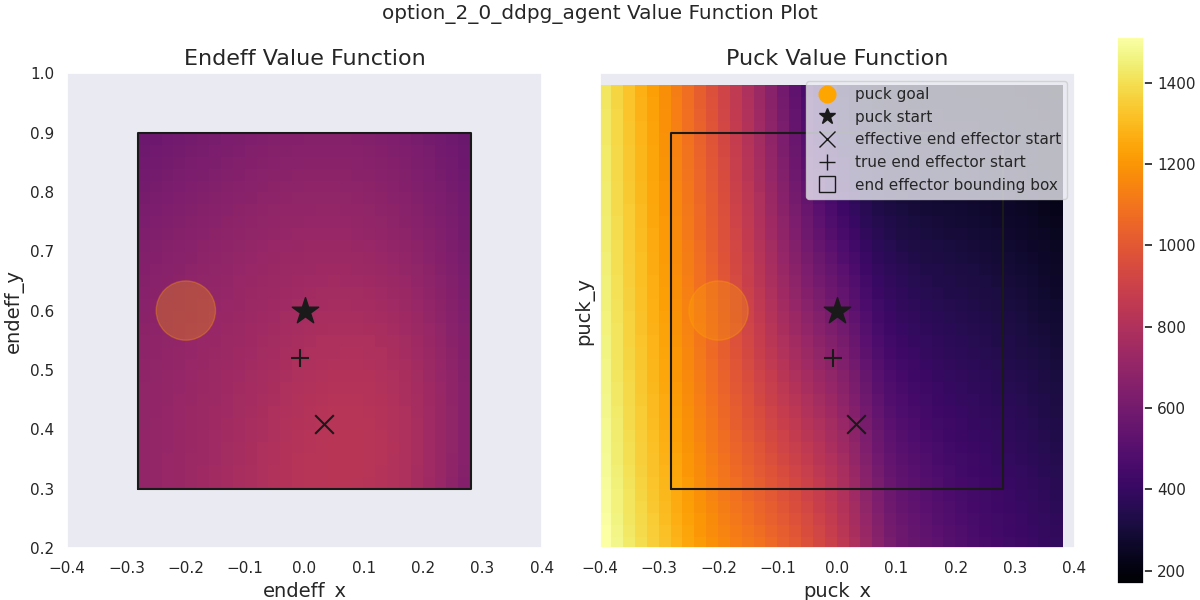 option_2_0_ddpg_agent Value Function Plot
Endeff Value Function
1.0
0.9
0.8
0.7
0.6
0.5
0.4
0.3
0.2
endeff_y
−0.4 −0.3 −0.2 −0.1 0.0 0.1 0.2 0.3 0.4
endeff_x
Puck Value Function
puck goal
puck start
effective end effector start
true end effector start
end effector bounding box
puck_y
−0.4 −0.3 −0.2 −0.1 0.0 0.1 0.2 0.3 0.4
puck_x
1400
1200
1000
800
600
400
200